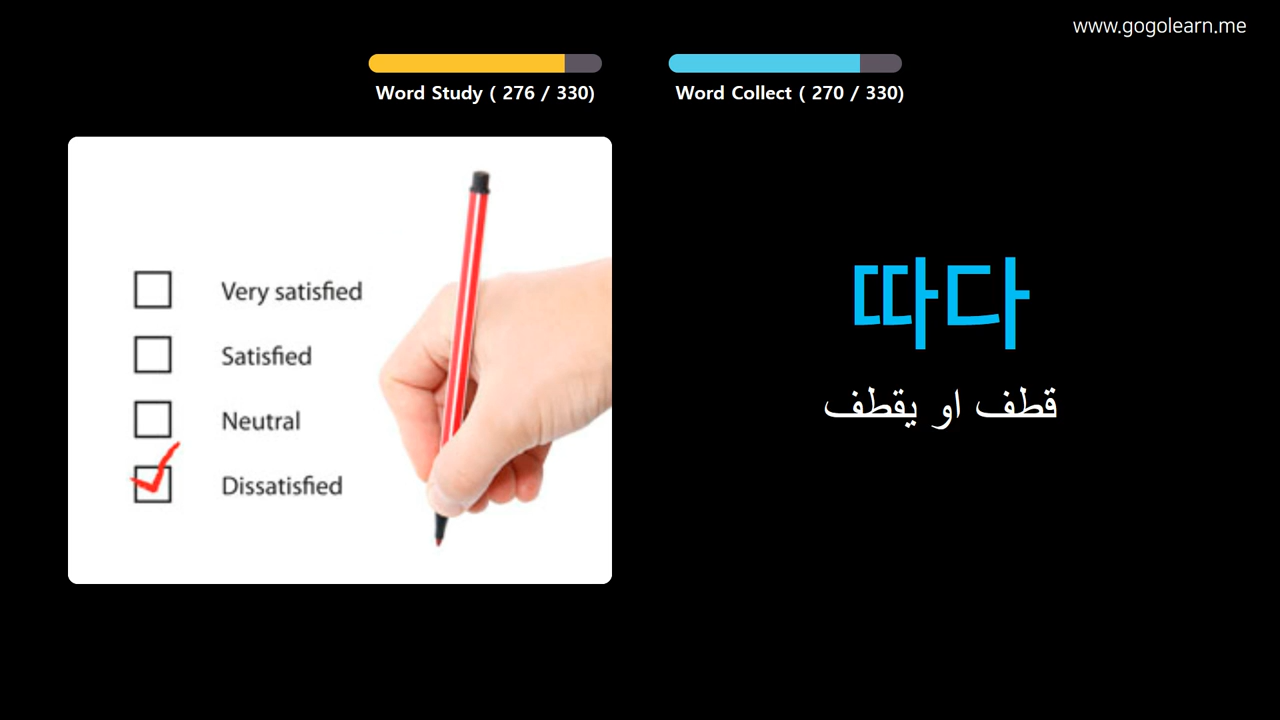 www.gogolearn.me
Word Study ( 276 / 330)
Word Collect ( 270 / 330)
Very satisfied
Satisfied
Neutral
Dissatisfied
따다
قطف او يقطف